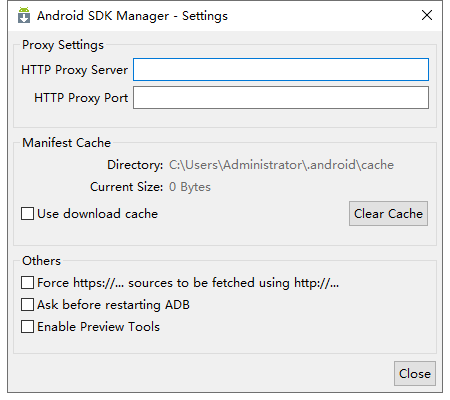 Android SDK Manager - Settings
Proxy Settings
HTTP Proxy Server
HTTP Proxy Port
Manifest Cache
Directory: C:\Users\Administrator\.android\cache
Current Size: 0 Bytes
Use download cache
Clear Cache
Others
Force https://... sources to be fetched using http://...
Ask before restarting ADB
Enable Preview Tools
Close